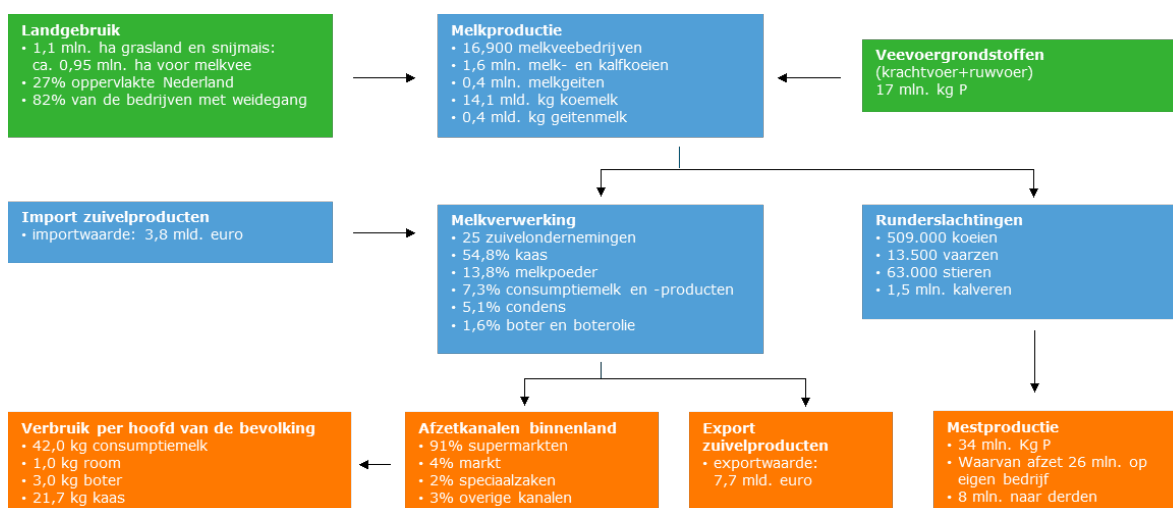 Landgebruik
• 1,1 mln. ha grasland en snijmais:
ca. 0,95 mln. ha voor melkvee
• 27% oppervlakte Nederland
• 82% van de bedrijven met weidegang
Melkproductie
• 16,900 melkveebedrijven
• 1,6 mln. melk- en kalfkoeien
• 0,4 mln. melkgeiten
• 14,1 mld. kg koemelk
• 0,4 mld. kg geitenmelk
Veevoergrondstoffen
(krachtvoer+ruwvoer)
17 mln. kg P
Import zuivelproducten
• importwaarde: 3,8 mld. euro
Melkverwerking
• 25 zuivelondernemingen
• 54,8% kaas
• 13,8% melkpoeder
• 7,3% consumptiemelk en -producten
• 5,1% condens
• 1,6% boter en boterolie
Runderslachtingen
• 509.000 koeien
• 13.500 vaarzen
• 63.000 stieren
• 1,5 mln. kalveren
Verbruik per hoofd van de bevolking
• 42,0 kg consumptiemelk
• 1,0 kg room
• 3,0 kg boter
• 21,7 kg kaas
Afzetkanalen binnenland
• 91% supermarkten
• 4% markt
• 2% speciaalzaken
• 3% overige kanalen
Export
zuivelproducten
• exportwaarde:
7,7 mld. euro
Mestproductie
• 34 mln. Kg P
• Waarvan afzet 26 mln. op
eigen bedrijf
• 8 mln. naar derden